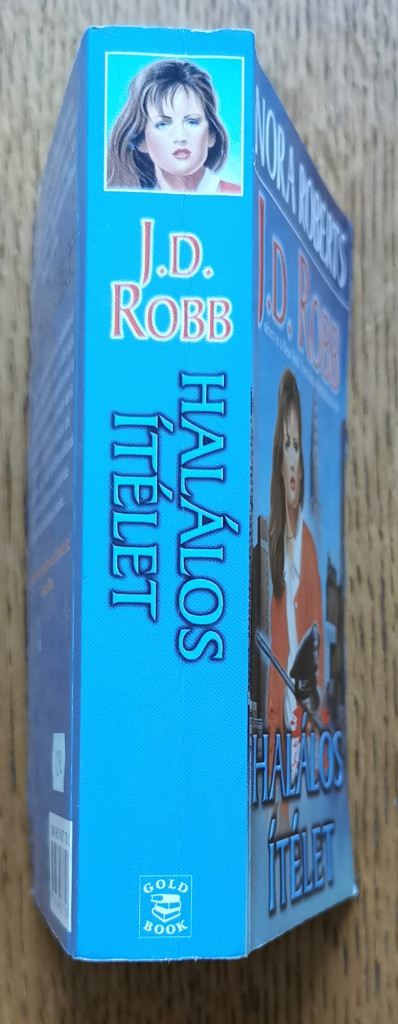 J.D.
ROBB
HALÁLOS
ÍTÉLET
GOLD
BOOK
NORA ROBERTS
J.D. ROBB
HALÁLOS
ÍTÉLET